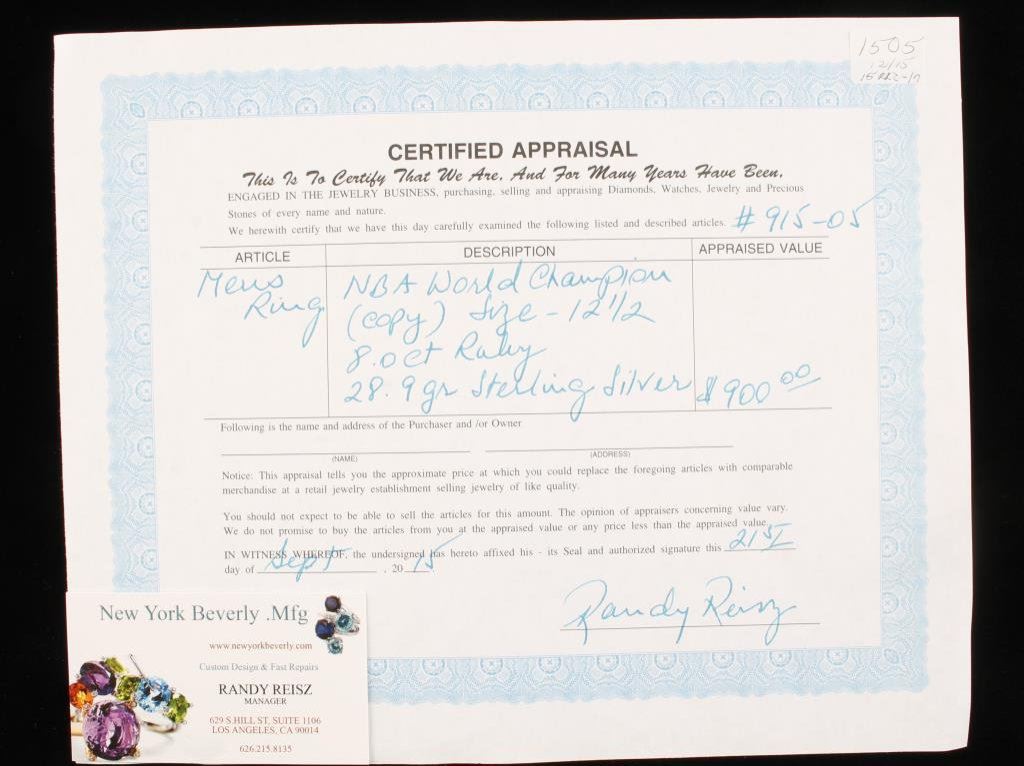 1505
12/15
CERTIFIED APPRAISAL
This Is To Certify That We Are, And For Many Years Have Been,
ENGAGED IN THE JEWELRY BUSINESS, purchasing, selling and appraising Diamonds, Watches, Jewelry and Precious
Stones of every name and nature.
We herewith certify that we have this day carefully examined the following listed and described articles. #915-05
ARTICLE DESCRIPTION APPRAISED VALUE
Mens NBA World Champion
Ring (copy) Size - 12 1/2
8.0ct Ruby
28.9gr Sterling Silver $900 00
Following is the name and address of the Purchaser and /or Owner
(NAME) (ADDRESS)
Notice: This appraisal tells you the approximate price at which you could replace the foregoing articles with comparable
merchandise at a retail jewelry establishment selling jewelry of like quality.
You should not expect to be able to sell the articles for this amount. The opinion of appraisers concerning value vary.
We do not promise to buy the articles from you at the appraised value or any price less than the appraised value.
IN WITNESS WHEREOF, the undersigned has hereto affixed his - its Seal and authorized signature this 21st
day of Sept , 20 15
Randy Reisz
New York Beverly .Mfg
www.newyorkbeverly.com
Custom Design & Fast Repairs
RANDY REISZ
MANAGER
629 S HILL ST, SUITE 1106
LOS ANGELES, CA 90014
626.215.8135